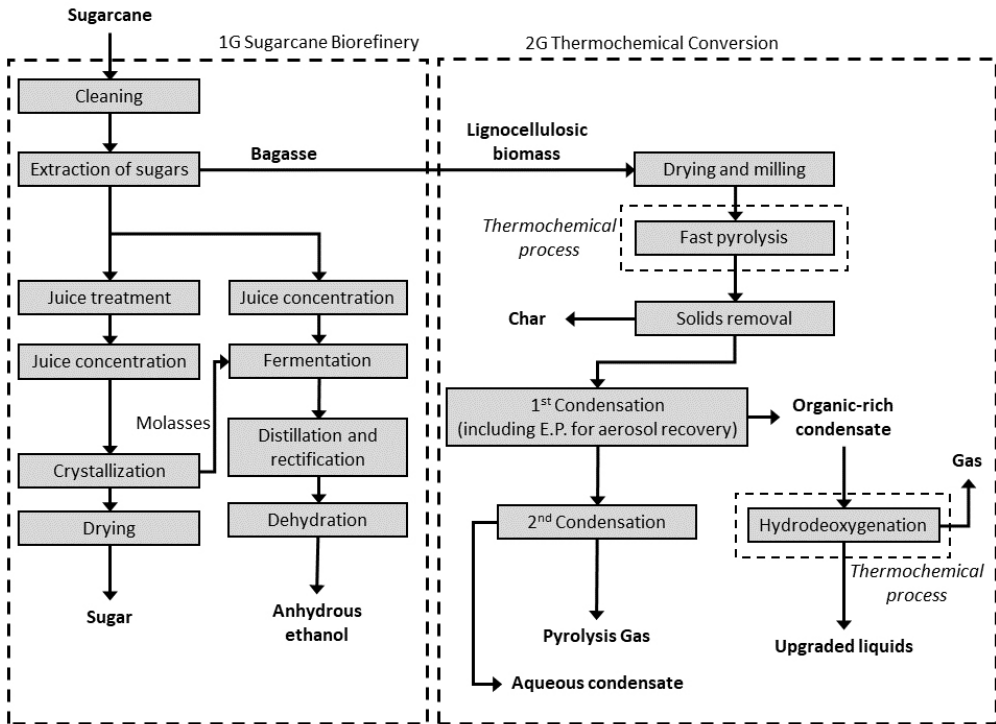 Sugarcane
1G Sugarcane Biorefinery
Cleaning
Extraction of sugars
Bagasse
Juice treatment
Juice concentration
Juice concentration
Fermentation
Molasses
Crystallization
Distillation and
rectification
Drying
Dehydration
Sugar
Anhydrous
ethanol
2G Thermochemical Conversion
Lignocellulosic
biomass
Drying and milling
Thermochemical
process
Fast pyrolysis
Char
Solids removal
1st Condensation
(including E.P. for aerosol recovery)
Organic-rich
condensate
Gas
2nd Condensation
Hydrodeoxygenation
Thermochemical
process
Pyrolysis Gas
Upgraded liquids
Aqueous condensate